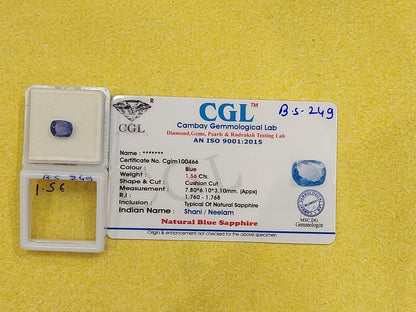 B.S-249
1.56
R
CGL
CGL™
B.S-249
Cambay Gemmological Lab
Diamond,Gems, Pearls & Rudraksh Testing Lab
AN ISO 9001:2015
Name : *******
Certificate No. Cglm100466
Colour : Blue
Weight : 1.56 Cts.
Shape & Cut : Cushion Cut
Measurement : 7.80*6.10*3.10mm. (Appx)
R.I : 1.760 - 1.768
Inclusion : Typical Of Natural Sapphire
Indian Name : Shani / Neelam
Natural Blue Sapphire
MSC,DG
Gemmologist
Origin & enhancement not checked for the above mentioned stone.